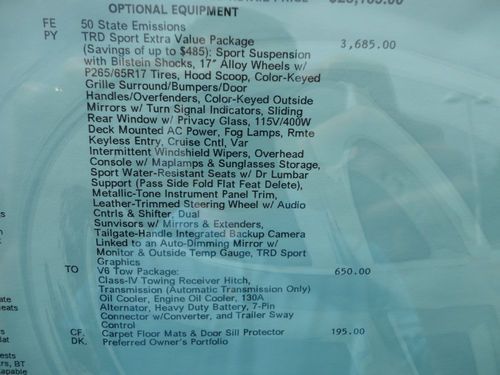 OPTIONAL EQUIPMENT
FE 50 State Emissions
PY TRD Sport Extra Value Package 3,685.00
(Savings of up to $485): Sport Suspension
with Bilstein Shocks, 17" Alloy Wheels w/
P265/65R17 Tires, Hood Scoop, Color-Keyed
Grille Surround/Bumpers/Door
Handles/Overfenders, Color-Keyed Outside
Mirrors w/ Turn Signal Indicators, Sliding
Rear Window w/ Privacy Glass, 115V/400W
Deck Mounted AC Power, Fog Lamps, Rmte
Keyless Entry, Cruise Cntl, Var
Intermittent Windshield Wipers, Overhead
Console w/ Maplamps & Sunglasses Storage,
Sport Water-Resistant Seats w/ Dr Lumbar
Support (Pass Side Fold Flat Feat Delete),
Metallic-Tone Instrument Panel Trim,
Leather-Trimmed Steering Wheel w/ Audio
Cntrls & Shifter, Dual
Sunvisors w/ Mirrors & Extenders,
Tailgate-Handle Integrated Backup Camera
Linked to an Auto-Dimming Mirror w/
Monitor & Outside Temp Gauge, TRD Sport
Graphics
TO V6 Tow Package: 650.00
Class-IV Towing Receiver Hitch,
Transmission (Automatic Transmission Only)
Oil Cooler, Engine Oil Cooler, 130A
Alternator, Heavy Duty Battery, 7-Pin
Connector w/Converter, and Trailer Sway
Control
CF. Carpet Floor Mats & Door Sill Protector 195.00
DK. Preferred Owner's Portfolio